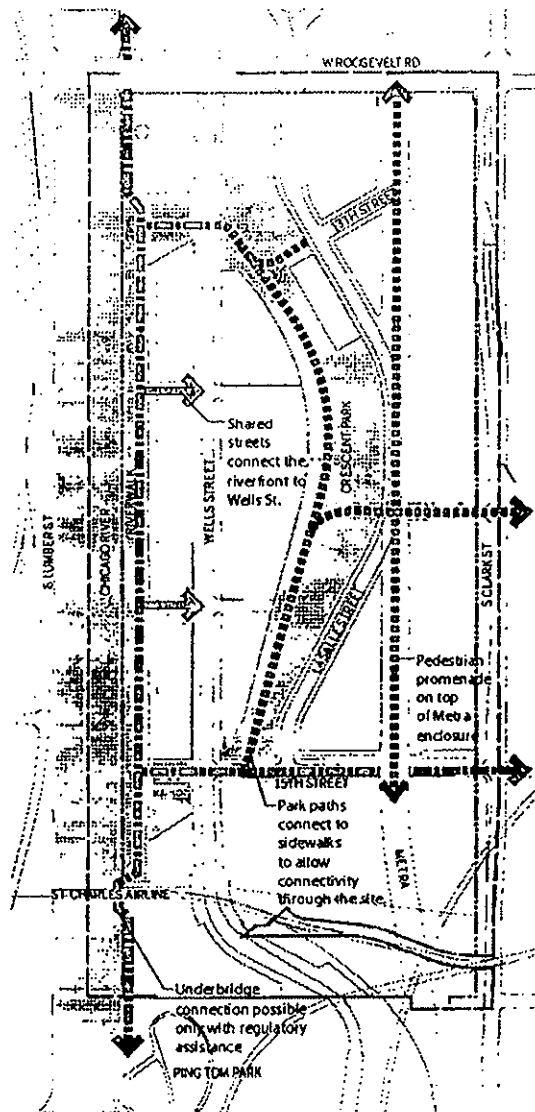 W ROOSEVELT RD
13TH STREET
Shared
streets
connect the
riverfront to
Wells St.
CRESCENT PARK
WELLS STREET
RIVERWALK
CHICAGO RIVER
S LUMBER ST
LASALLE STREET
S CLARK ST
Pedestrian
promenade
on top
of Metra
enclosure
15TH STREET
Park paths
connect to
sidewalks
to allow
connectivity
through the site
METRA
ST. CHARLES AIRLINE
Underbridge
connection possible
only with regulatory
assistance
PING TOM PARK